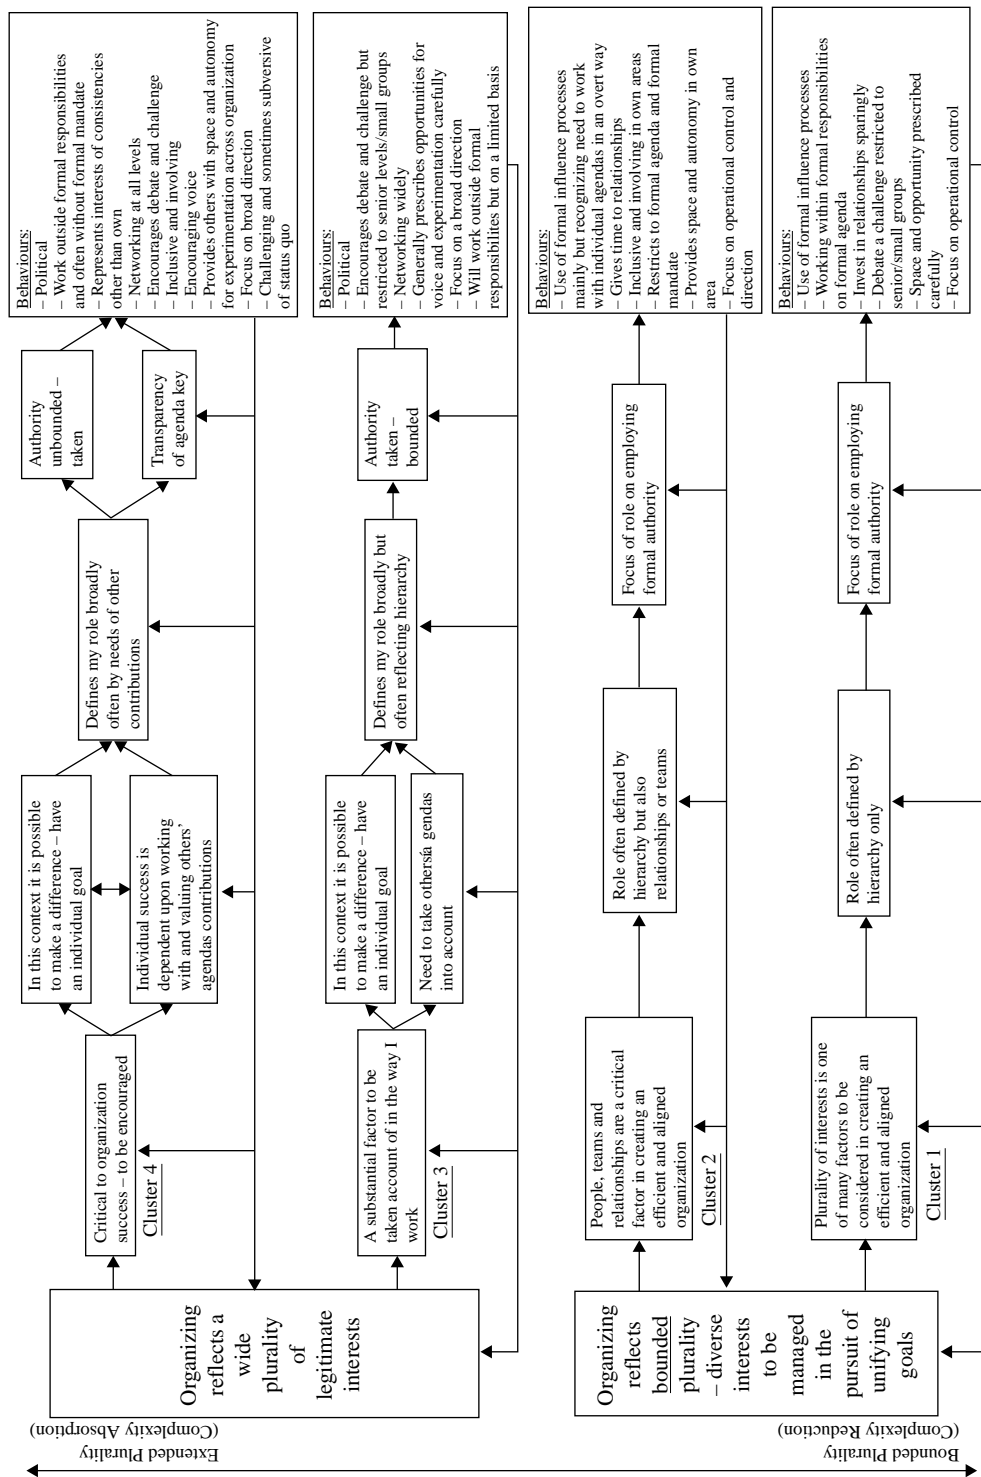 Extended Plurality
(Complexity Absorption)
Organizing
reflects a
wide
plurality
of
legitimate
interests
Critical to organization
success – to be encouraged
Cluster 4
In this context it is possible
to make a difference – have
an individual goal
Individual success is
dependent upon working
with and valuing others'
agendas contributions
Defines my role broadly
often by needs of other
contributions
Authority
unbounded –
taken
Transparency
of agenda key
Behaviours:
– Political
– Work outside formal responsibilities
and often without formal mandate
– Represents interests of consistencies
other than own
– Networking at all levels
– Encourages debate and challenge
– Inclusive and involving
– Encouraging voice
– Provides others with space and autonomy
for experimentation across organization
– Focus on broad direction
– Challenging and sometimes subversive
of status quo
A substantial factor to be
taken account of in the way I
work
Cluster 3
In this context it is possible
to make a difference – have
an individual goal
Need to take othersía gendas
into account
Defines my role broadly but
often reflecting hierarchy
Authority
taken –
bounded
Behaviours:
– Political
– Encourages debate and challenge but
restricted to senior levels/small groups
– Networking widely
– Generally prescribes opportunities for
voice and experimentation carefully
– Focus on a broad direction
– Will work outside formal
responsibilites but on a limited basis
Organizing
reflects
bounded
plurality
– diverse
interests
to be
managed
in the
pursuit of
unifying
goals
People, teams and
relationships are a critical
factor in creating an
efficient and aligned
organization
Cluster 2
Role often defined by
hierarchy but also
relationships or teams
Focus of role on employing
formal authority
Behaviours:
– Use of formal influence processes
mainly but recognizing need to work
with individual agendas in an overt way
– Gives time to relationships
– Inclusive and involving in own areas
– Restricts to formal agenda and formal
mandate
– Provides space and autonomy in own
area
– Focus on operational control and
direction
Plurality of interests is one
of many factors to be
considered in creating an
efficient and aligned
organization
Cluster 1
Role often defined by
hierarchy only
Focus of role on employing
formal authority
Behaviours:
– Use of formal influence processes
– Working within formal responsibilities
on formal agenda
– Invest in relationships sparingly
– Debate a challenge restricted to
senior/small groups
– Space and opportunity prescribed
carefully
– Focus on operational control
Bounded Plurality
(Complexity Reduction)